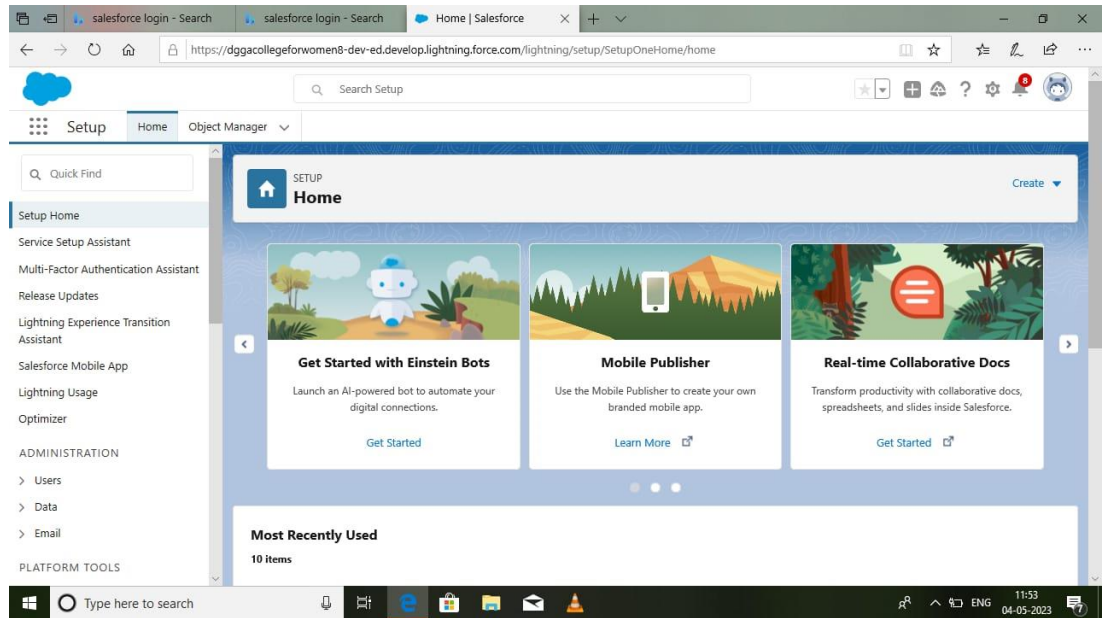 salesforce login - Search
salesforce login - Search
Home | Salesforce
https://dggacollegeforwomen8-dev-ed.develop.lightning.force.com/lightning/setup/SetupOneHome/home
Search Setup
8
Setup
Home
Object Manager
Quick Find
Setup Home
Service Setup Assistant
Multi-Factor Authentication Assistant
Release Updates
Lightning Experience Transition
Assistant
Salesforce Mobile App
Lightning Usage
Optimizer
ADMINISTRATION
Users
Data
Email
PLATFORM TOOLS
SETUP
Home
Create
Get Started with Einstein Bots
Launch an AI-powered bot to automate your
digital connections.
Get Started
Mobile Publisher
Use the Mobile Publisher to create your own
branded mobile app.
Learn More
Real-time Collaborative Docs
Transform productivity with collaborative docs,
spreadsheets, and slides inside Salesforce.
Get Started
Most Recently Used
10 items
Type here to search
ENG
11:53
04-05-2023
7